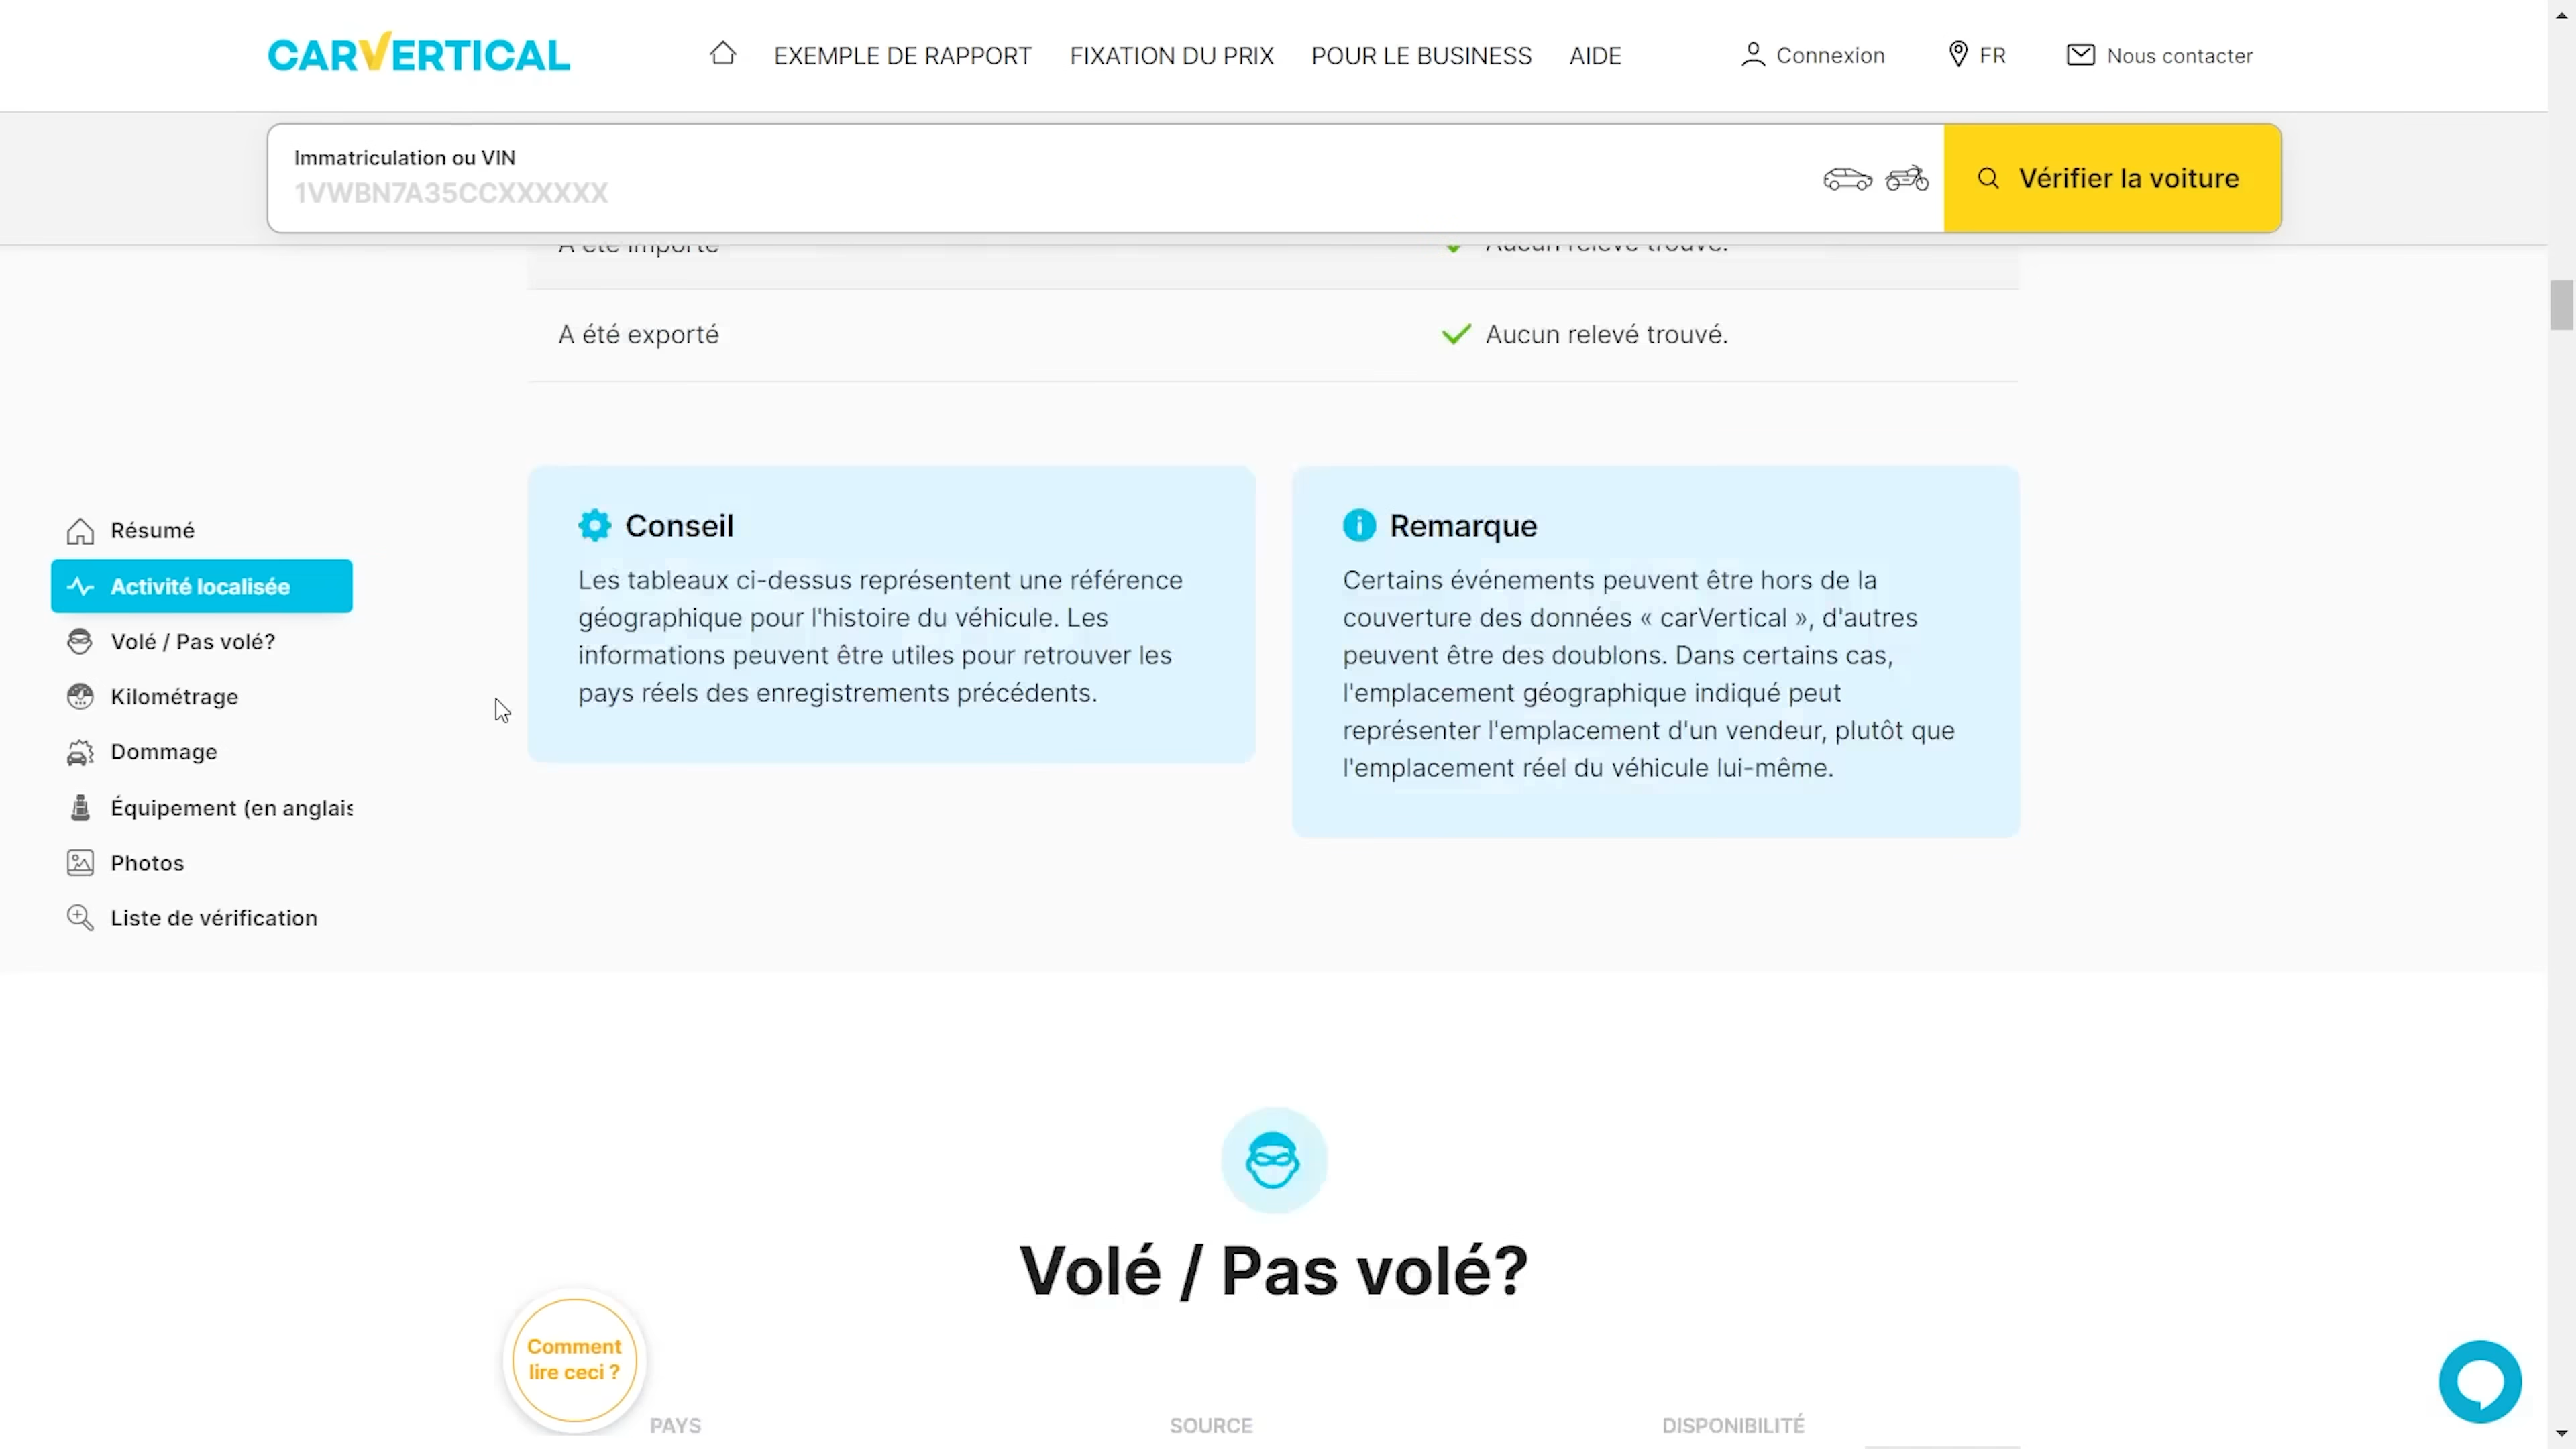 CARVERTICAL
EXEMPLE DE RAPPORT
FIXATION DU PRIX
POUR LE BUSINESS
AIDE
Connexion
FR
Nous contacter
Immatriculation ou VIN
1VWBN7A35CCXXXXXX
Vérifier la voiture
A été importé
Aucun relevé trouvé.
A été exporté
Aucun relevé trouvé.
Résumé
Activité localisée
Volé / Pas volé?
Kilométrage
Dommage
Équipement (en anglais
Photos
Liste de vérification
Conseil
Les tableaux ci-dessus représentent une référence
géographique pour l'histoire du véhicule. Les
informations peuvent être utiles pour retrouver les
pays réels des enregistrements précédents.
Remarque
Certains événements peuvent être hors de la
couverture des données « carVertical », d'autres
peuvent être des doublons. Dans certains cas,
l'emplacement géographique indiqué peut
représenter l'emplacement d'un vendeur, plutôt que
l'emplacement réel du véhicule lui-même.
Volé / Pas volé?
Comment
lire ceci ?
PAYS
SOURCE
DISPONIBILITÉ